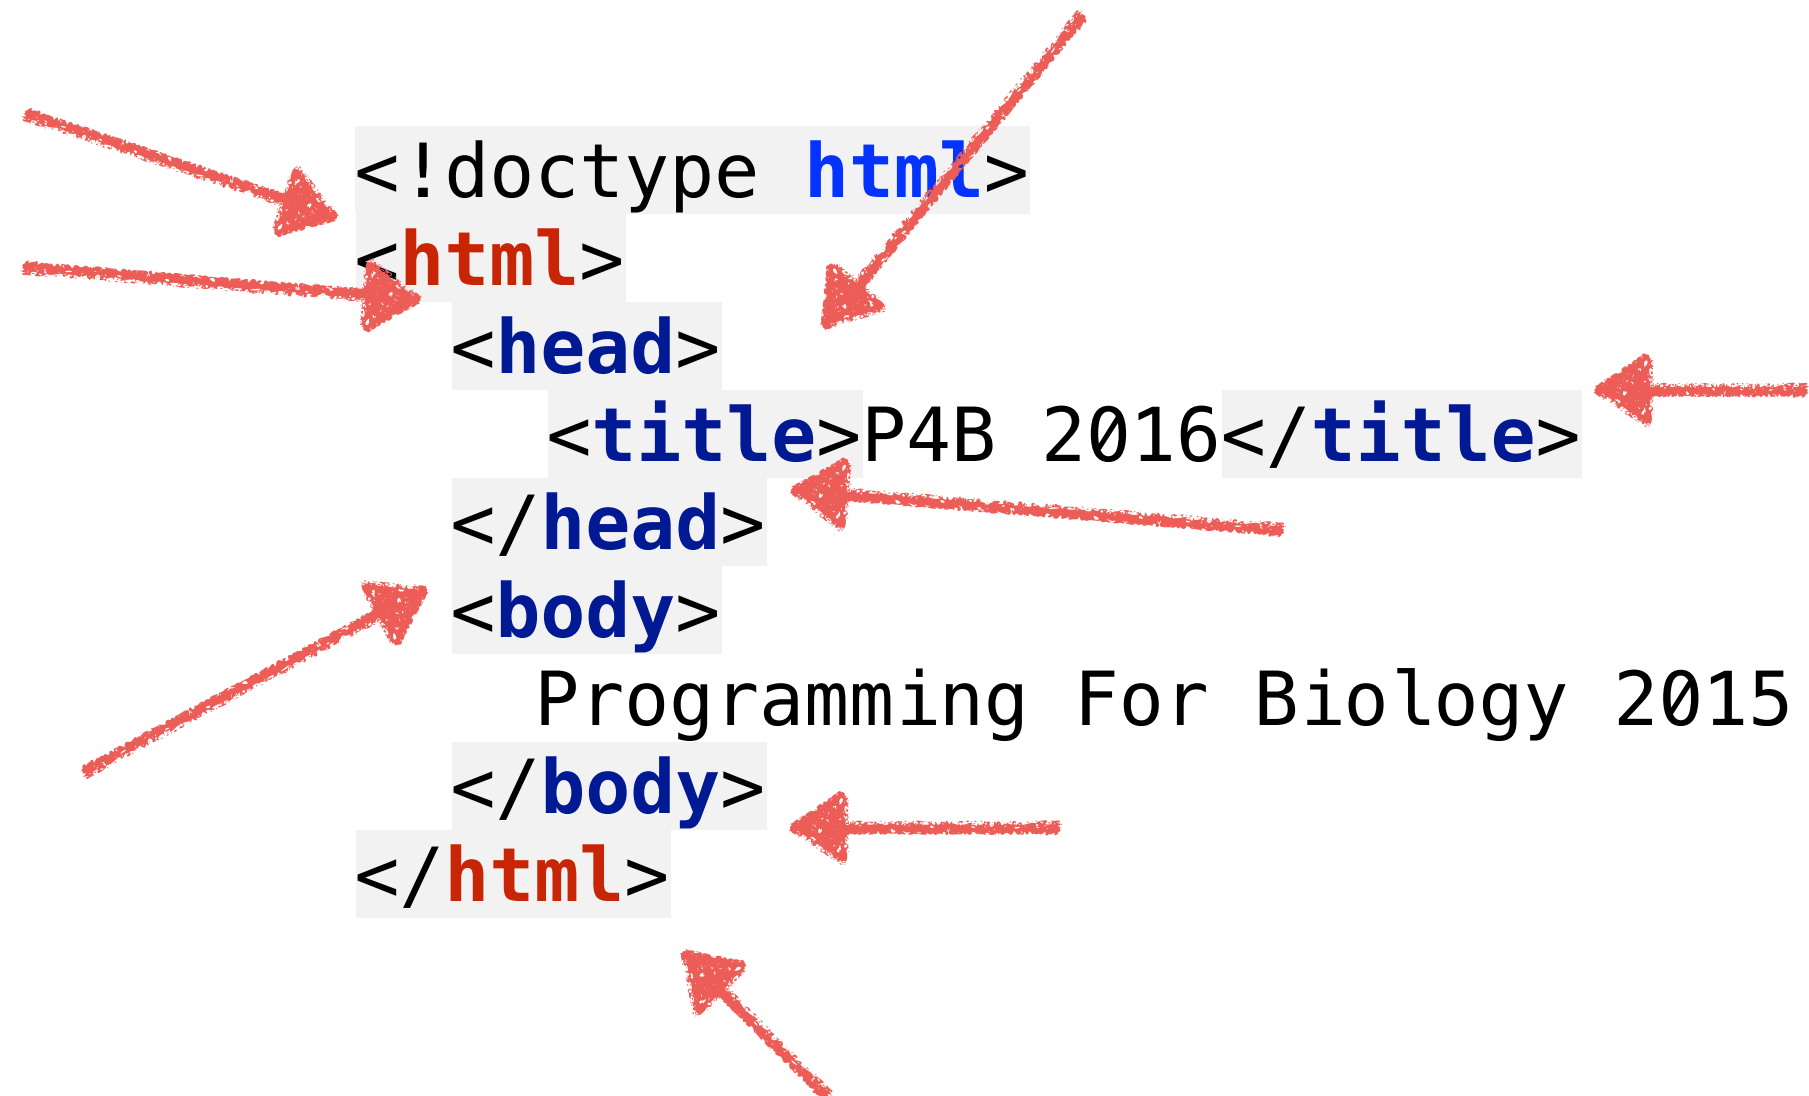 <!doctype html>
<html>
  <head>
    <title>P4B 2016</title>
  </head>
  <body>
    Programming For Biology 2015
  </body>
</html>